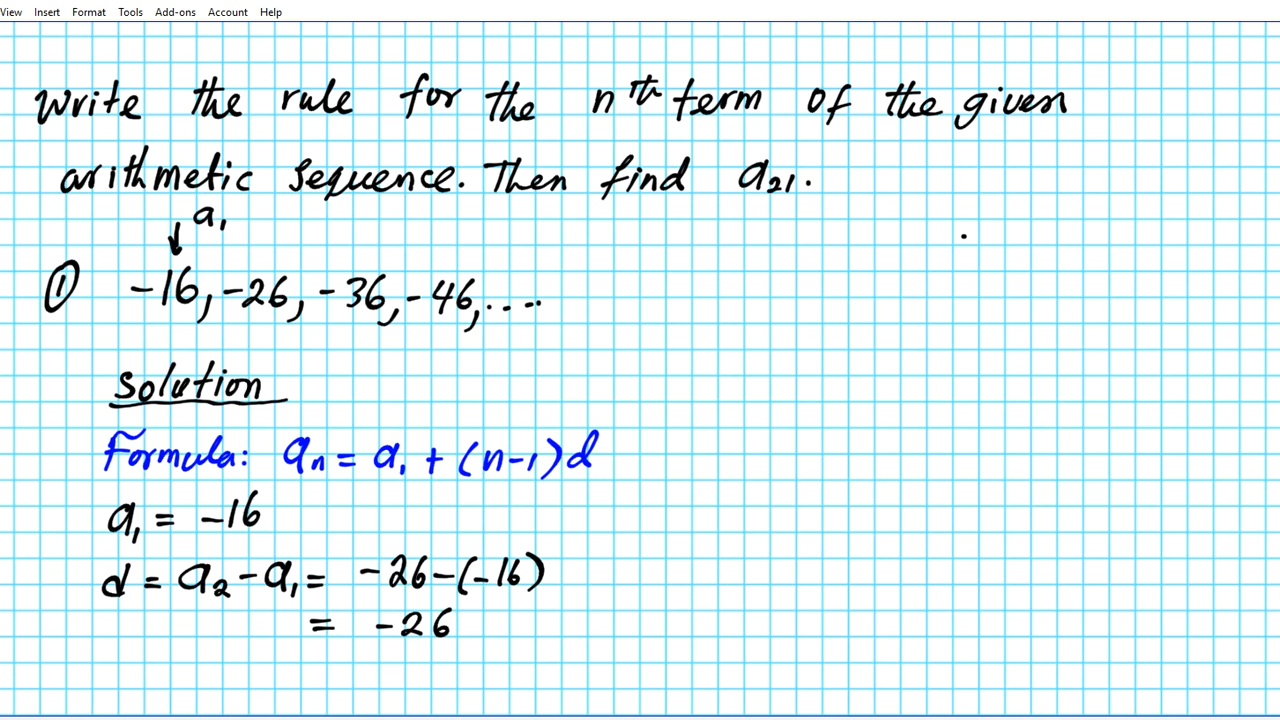 View Insert Format Tools Add-ons Account Help
Write the rule for the nth term of the given
arithmetic sequence. Then find a₂₁.
a₁
① -16, -26, -36, -46, ....
Solution
Formula: aₙ = a₁ + (n-1)d
a₁ = -16
d = a₂ - a₁ = -26-(-16)
= -26